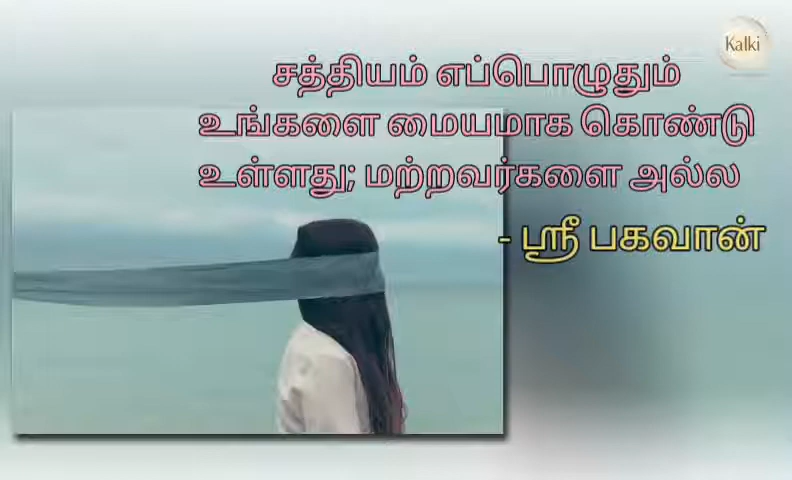 Kalki
சத்தியம் எப்பொழுதும்
உங்களை மையமாக கொண்டு
உள்ளது; மற்றவர்களை அல்ல
- ஸ்ரீ பகவான்